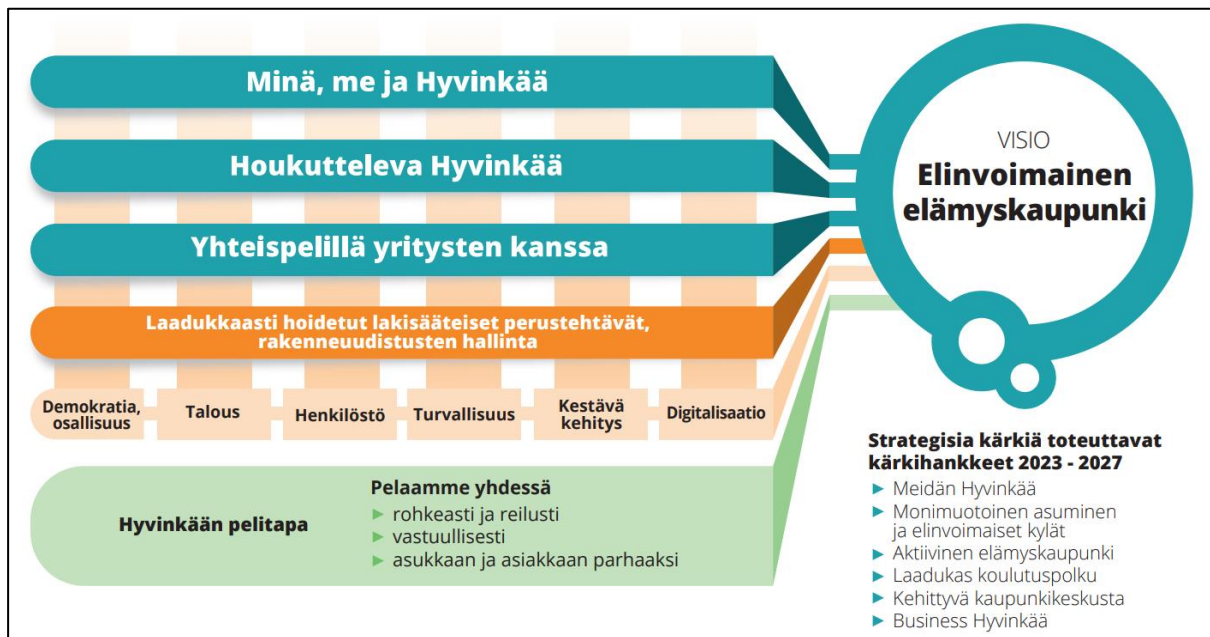 Minä, me ja Hyvinkää
Houkutteleva Hyvinkää
Yhteispelillä yritysten kanssa
Laadukkaasti hoidetut lakisääteiset perustehtävät,
rakenneuudistusten hallinta
Demokratia,
osallisuus
Talous
Henkilöstö
Turvallisuus
Kestävä
kehitys
Digitalisaatio
Hyvinkään pelitapa
Pelaamme yhdessä
► rohkeasti ja reilusti
► vastuullisesti
► asukkaan ja asiakkaan parhaaksi
VISIO
Elinvoimainen
elämyskaupunki
Strategisia kärkiä toteuttavat
kärkihankkeet 2023 - 2027
► Meidän Hyvinkää
► Monimuotoinen asuminen
ja elinvoimaiset kylät
► Aktiivinen elämyskaupunki
► Laadukas koulutuspolku
► Kehittyvä kaupunkikeskusta
► Business Hyvinkää